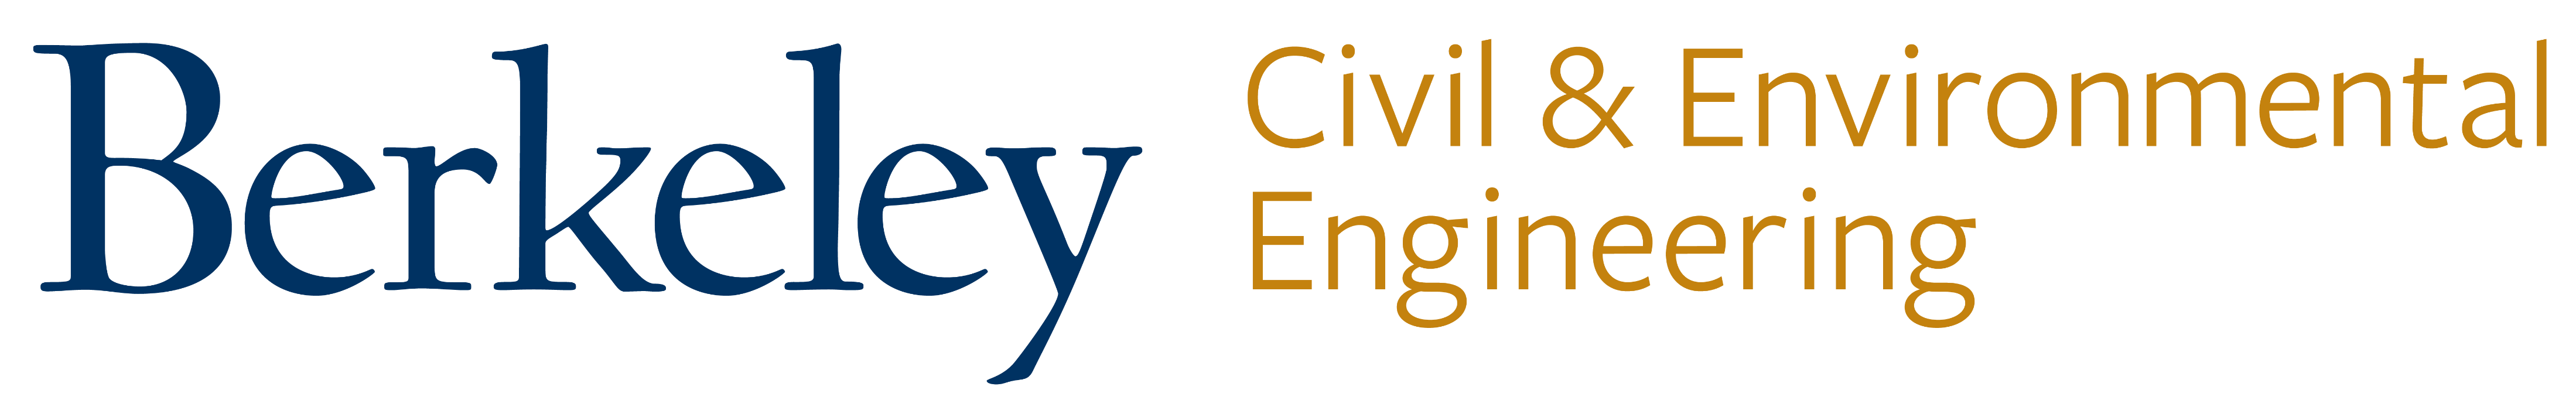 Berkeley
Civil & Environmental
Engineering